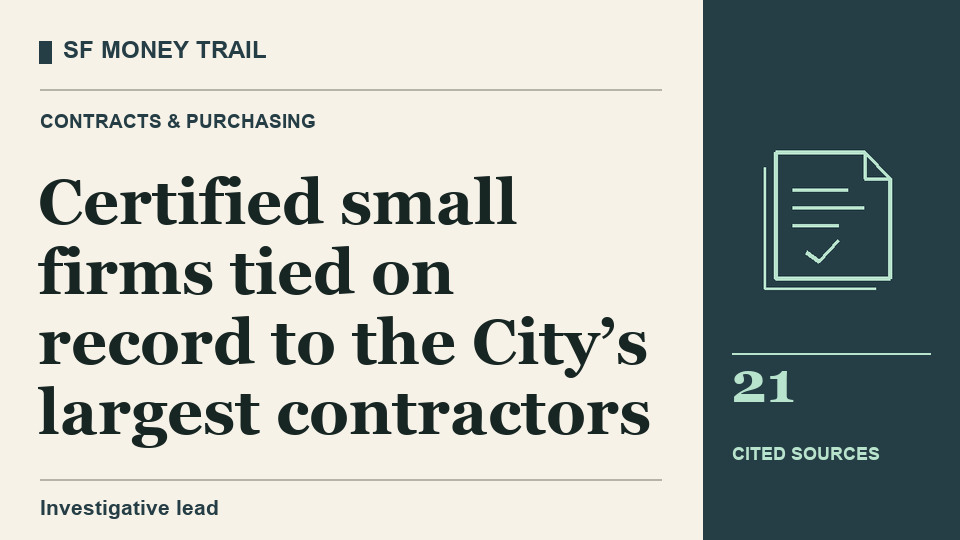 SF MONEY TRAIL
CONTRACTS & PURCHASING
Certified small
firms tied on
record to the City’s
largest contractors
Investigative lead
21
CITED SOURCES